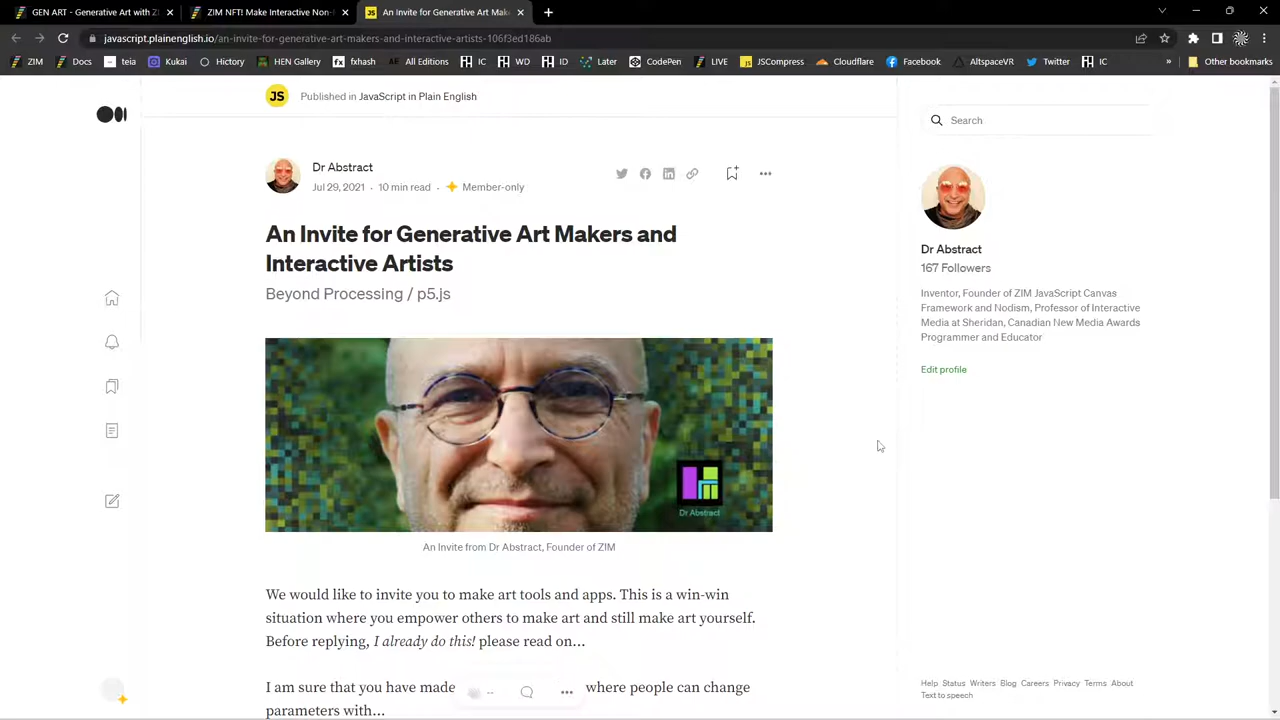 GEN ART - Generative Art with Z
ZIM NFT! Make Interactive Non-
JS An Invite for Generative Art Mak
javascript.plainenglish.io/an-invite-for-generative-art-makers-and-interactive-artists-106f3ed186ab
ZIM Docs teia Kukai Hictory HEN Gallery fx fxhash AE All Editions IC WD ID Later CodePen LIVE JSCompress Cloudflare Facebook AltspaceVR Twitter IC » Other bookmarks
JS Published in JavaScript in Plain English
Search
Dr Abstract
Jul 29, 2021 · 10 min read · Member-only
An Invite for Generative Art Makers and
Interactive Artists
Beyond Processing / p5.js
Dr Abstract
167 Followers
Inventor, Founder of ZIM JavaScript Canvas
Framework and Nodism, Professor of Interactive
Media at Sheridan, Canadian New Media Awards
Programmer and Educator
Edit profile
Dr Abstract
An Invite from Dr Abstract, Founder of ZIM
We would like to invite you to make art tools and apps. This is a win-win
situation where you empower others to make art and still make art yourself.
Before replying, I already do this! please read on...
I am sure that you have made where people can change
parameters with...
--
Help Status Writers Blog Careers Privacy Terms About
Text to speech